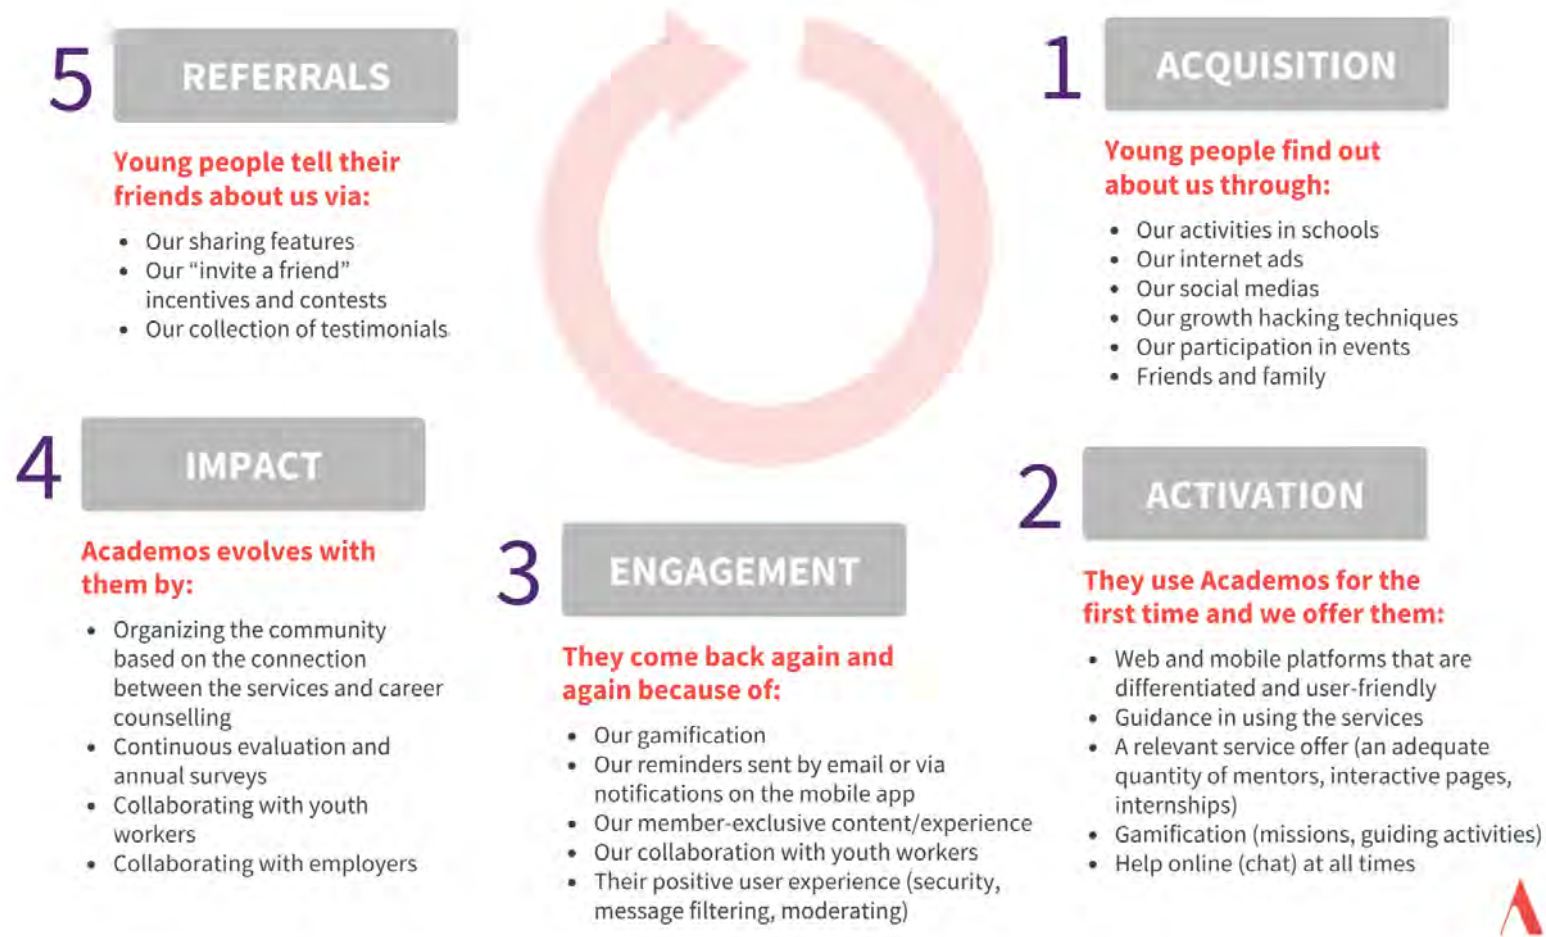 1
ACQUISITION
Young people find out
about us through:
• Our activities in schools
• Our internet ads
• Our social medias
• Our growth hacking techniques
• Our participation in events
• Friends and family
2
ACTIVATION
They use Academos for the
first time and we offer them:
• Web and mobile platforms that are
differentiated and user-friendly
• Guidance in using the services
• A relevant service offer (an adequate
quantity of mentors, interactive pages,
internships)
• Gamification (missions, guiding activities)
• Help online (chat) at all times
3
ENGAGEMENT
They come back again and
again because of:
• Our gamification
• Our reminders sent by email or via
notifications on the mobile app
• Our member-exclusive content/experience
• Our collaboration with youth workers
• Their positive user experience (security,
message filtering, moderating)
4
IMPACT
Academos evolves with
them by:
• Organizing the community
based on the connection
between the services and career
counselling
• Continuous evaluation and
annual surveys
• Collaborating with youth
workers
• Collaborating with employers
5
REFERRALS
Young people tell their
friends about us via:
• Our sharing features
• Our “invite a friend”
incentives and contests
• Our collection of testimonials